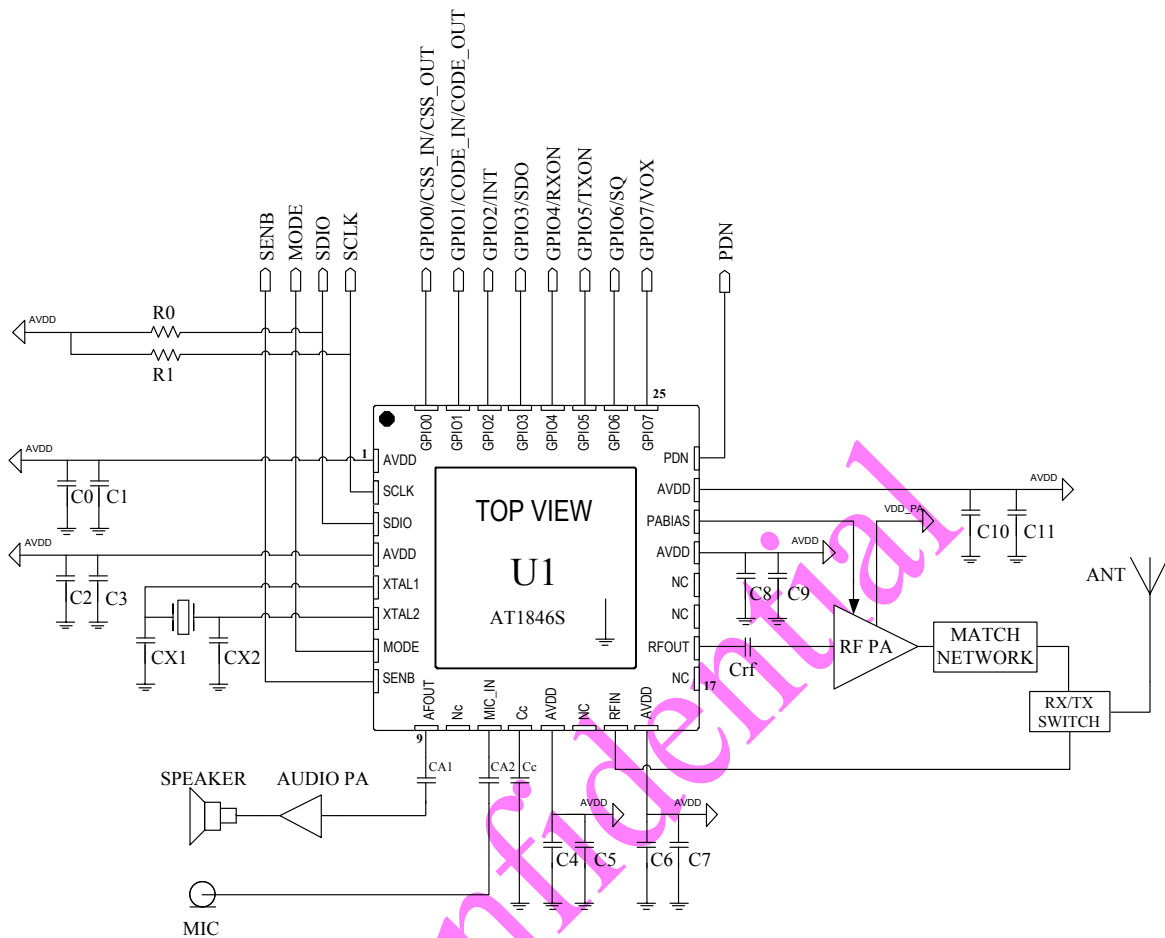 GPIO0/CSS_IN/CSS_OUT
GPIO1/CODE_IN/CODE_OUT
GPIO2/INT
GPIO3/SDO
GPIO4/RXON
GPIO5/TXON
GPIO6/SQ
GPIO7/VOX
SENB
MODE
SDIO
SCLK
PDN
AVDD
R0
R1
25
GPIO0
GPIO1
GPIO2
GPIO3
GPIO4
GPIO5
GPIO6
GPIO7
AVDD
C0
C1
AVDD
C2
C3
CX1
CX2
1
AVDD
SCLK
SDIO
AVDD
XTAL1
XTAL2
MODE
SENB
TOP VIEW
U1
AT1846S
PDN
AVDD
PABIAS
AVDD
NC
NC
RFOUT
NC
17
AVDD
C10
C11
VDD_PA
AVDD
C8
C9
Crf
RF PA
MATCH
NETWORK
ANT
RX/TX
SWITCH
AFOUT
Nc
MIC_IN
Cc
AVDD
NC
RFIN
AVDD
9
CA1
CA2
Cc
SPEAKER
AUDIO PA
AVDD
C4
C5
AVDD
C6
C7
MIC
nfidential